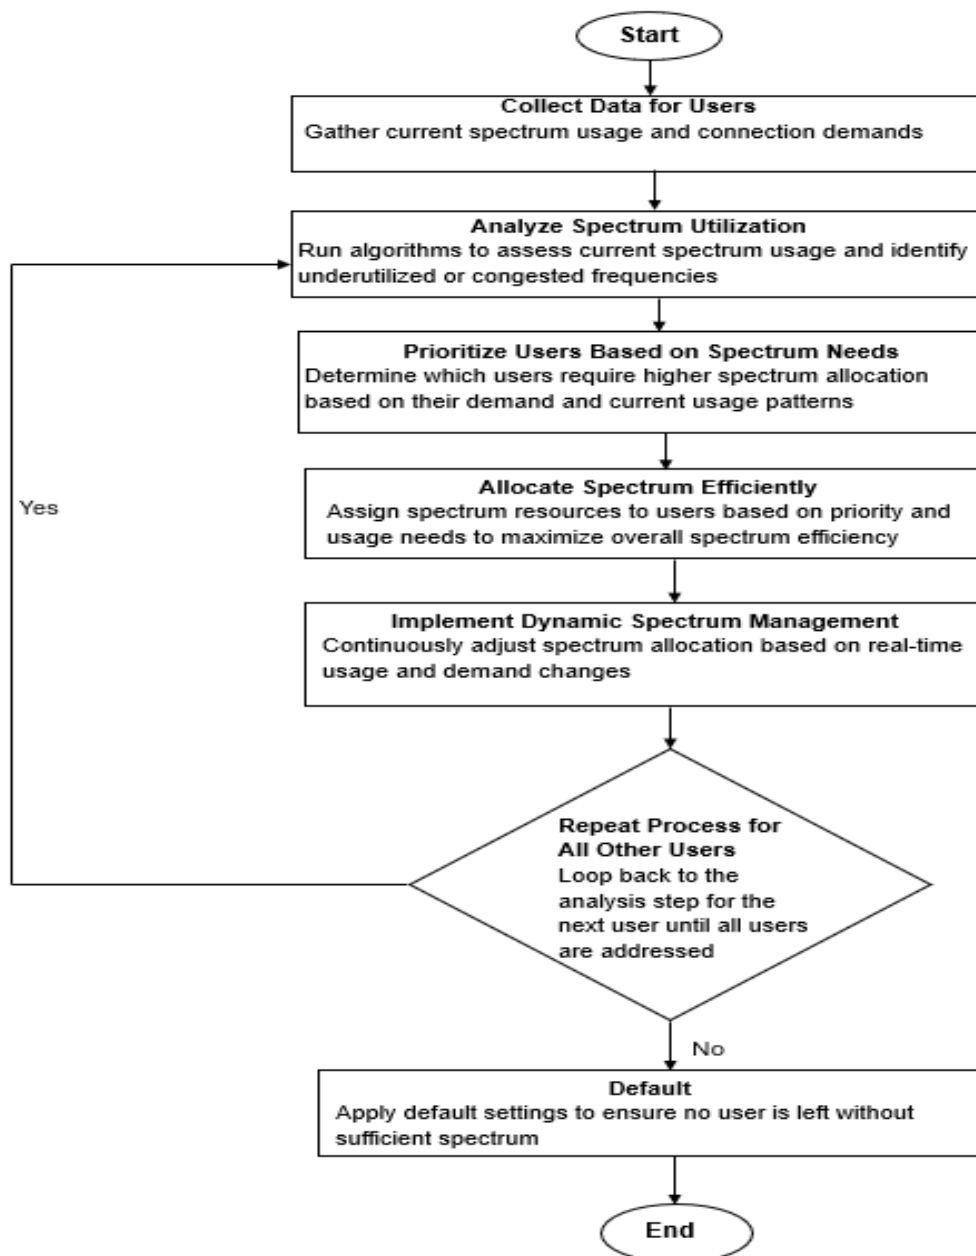 Start
Collect Data for Users
Gather current spectrum usage and connection demands
Analyze Spectrum Utilization
Run algorithms to assess current spectrum usage and identify
underutilized or congested frequencies
Prioritize Users Based on Spectrum Needs
Determine which users require higher spectrum allocation
based on their demand and current usage patterns
Allocate Spectrum Efficiently
Assign spectrum resources to users based on priority and
usage needs to maximize overall spectrum efficiency
Yes
Implement Dynamic Spectrum Management
Continuously adjust spectrum allocation based on real-time
usage and demand changes
Repeat Process for
All Other Users
Loop back to the
analysis step for the
next user until all users
are addressed
No
Default
Apply default settings to ensure no user is left without
sufficient spectrum
End